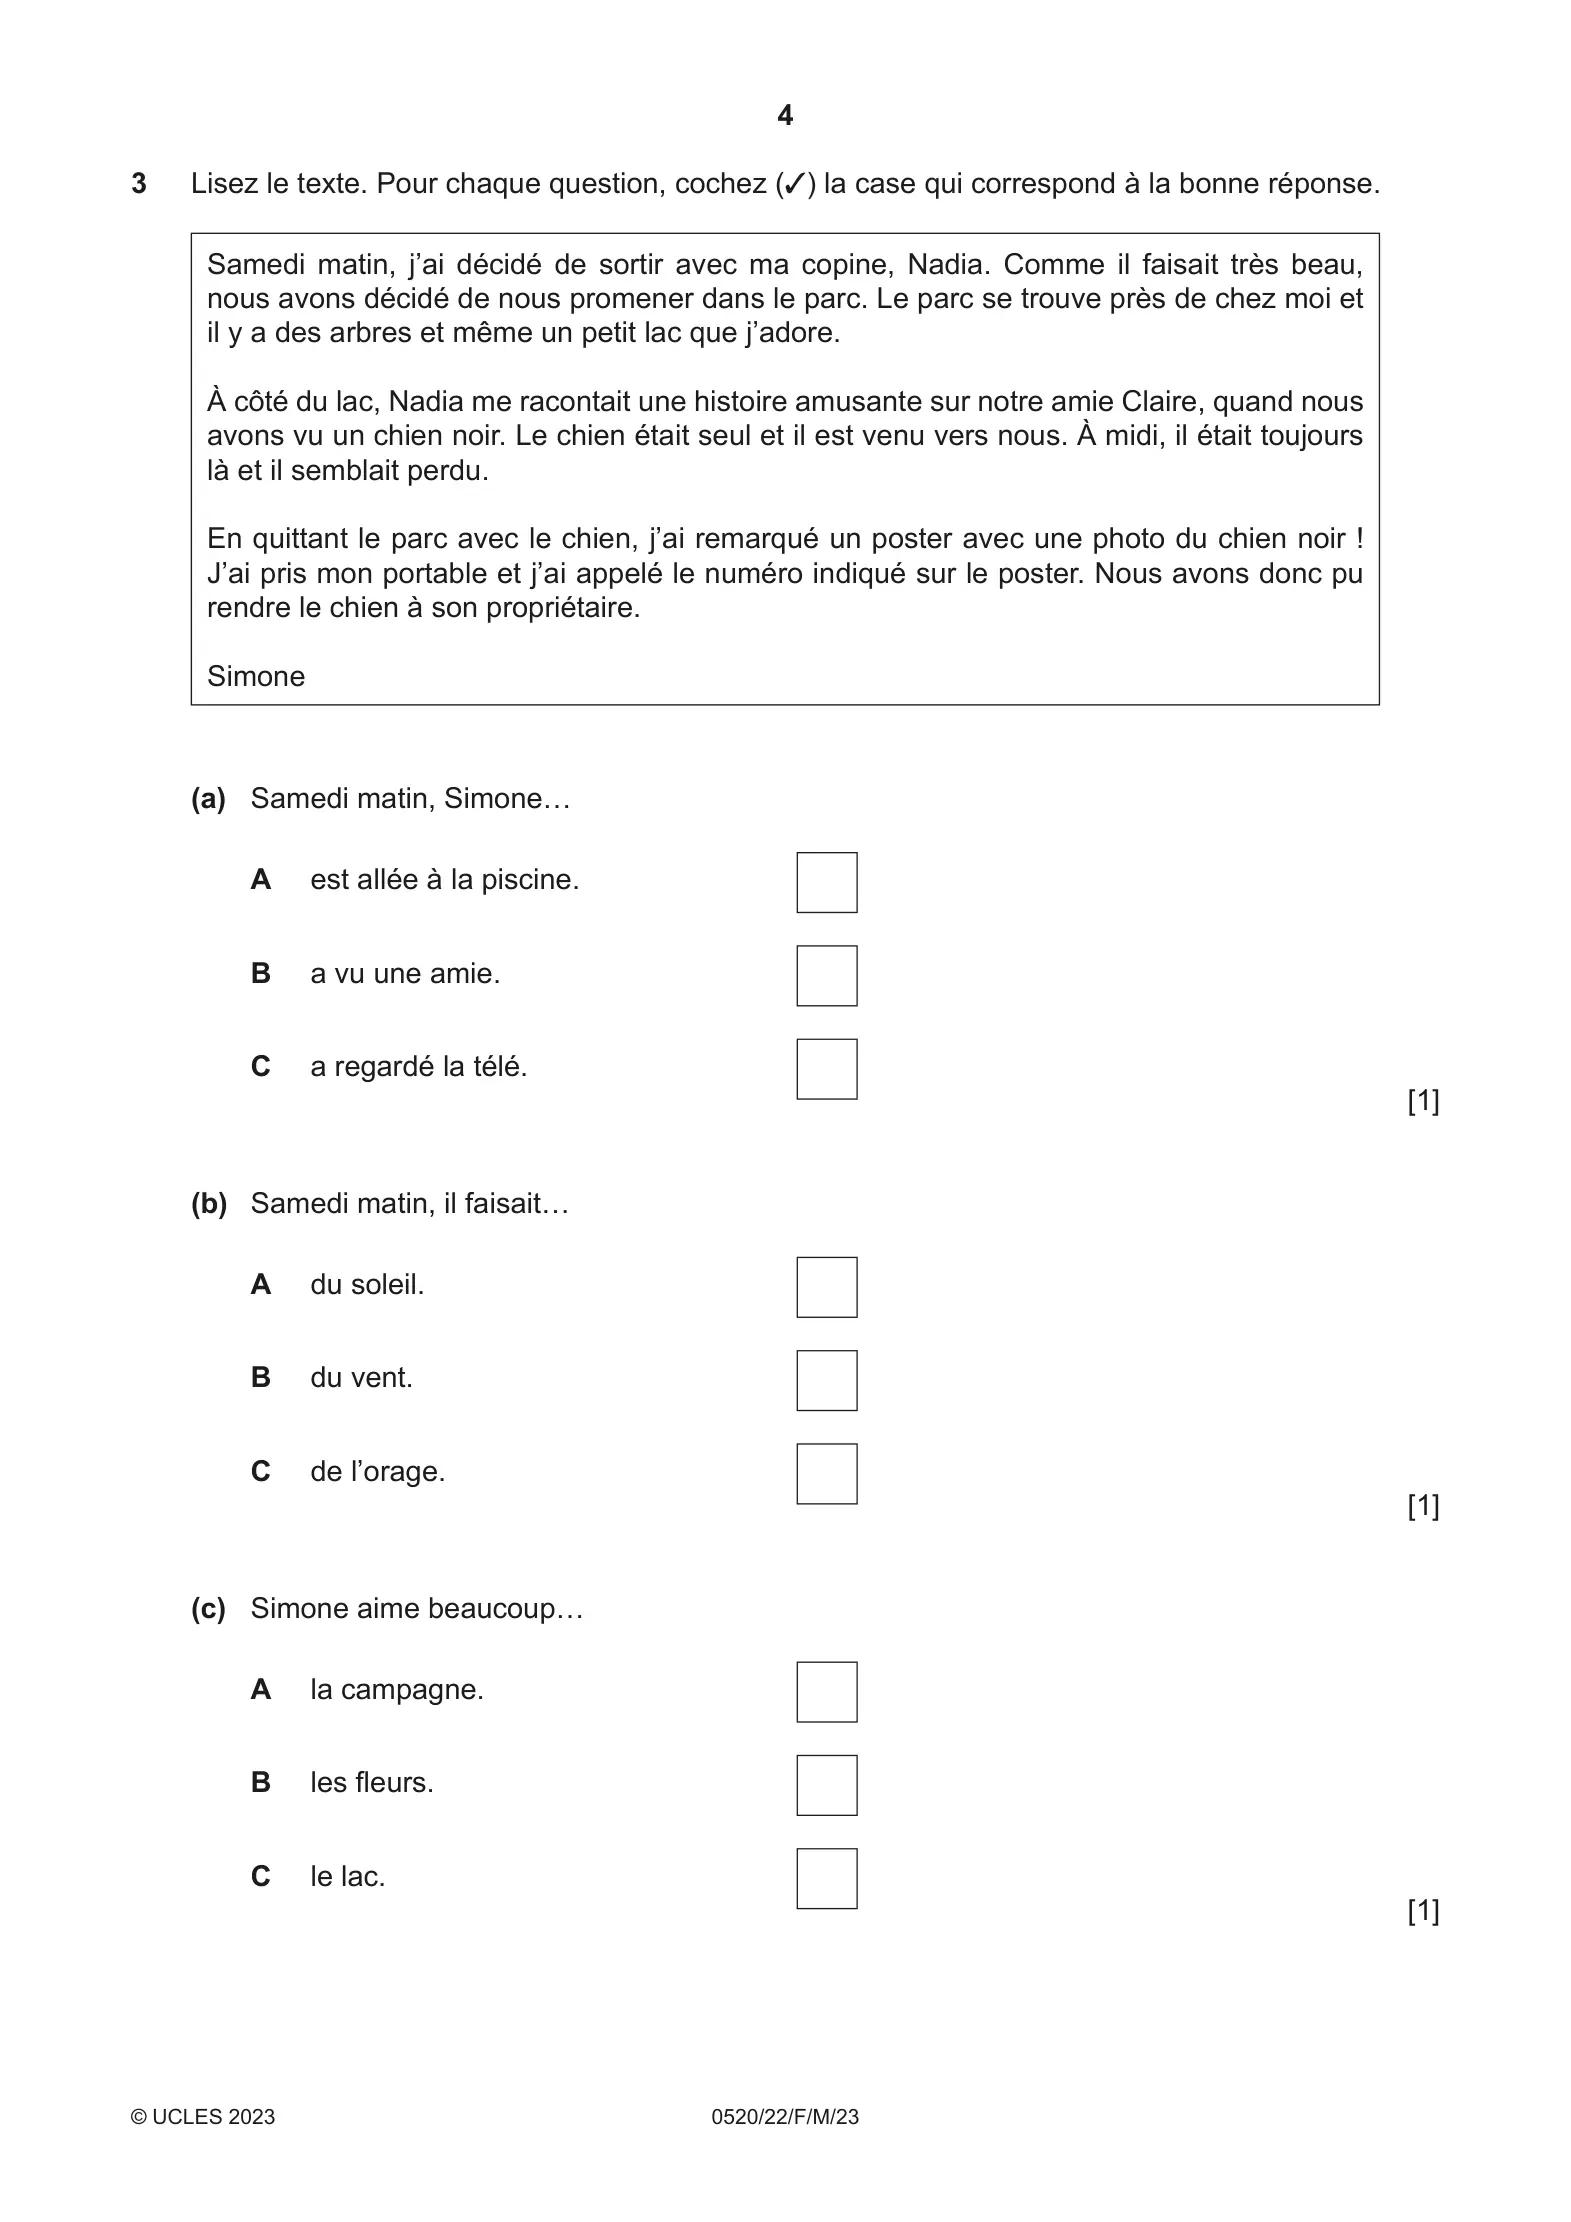 4
3 Lisez le texte. Pour chaque question, cochez (✓) la case qui correspond à la bonne réponse.
Samedi matin, j’ai décidé de sortir avec ma copine, Nadia. Comme il faisait très beau,
nous avons décidé de nous promener dans le parc. Le parc se trouve près de chez moi et
il y a des arbres et même un petit lac que j’adore.
À côté du lac, Nadia me racontait une histoire amusante sur notre amie Claire, quand nous
avons vu un chien noir. Le chien était seul et il est venu vers nous. À midi, il était toujours
là et il semblait perdu.
En quittant le parc avec le chien, j’ai remarqué un poster avec une photo du chien noir !
J’ai pris mon portable et j’ai appelé le numéro indiqué sur le poster. Nous avons donc pu
rendre le chien à son propriétaire.
Simone
(a) Samedi matin, Simone…
A est allée à la piscine.
B a vu une amie.
C a regardé la télé.
[1]
(b) Samedi matin, il faisait…
A du soleil.
B du vent.
C de l’orage.
[1]
(c) Simone aime beaucoup…
A la campagne.
B les fleurs.
C le lac.
[1]
© UCLES 2023 0520/22/F/M/23